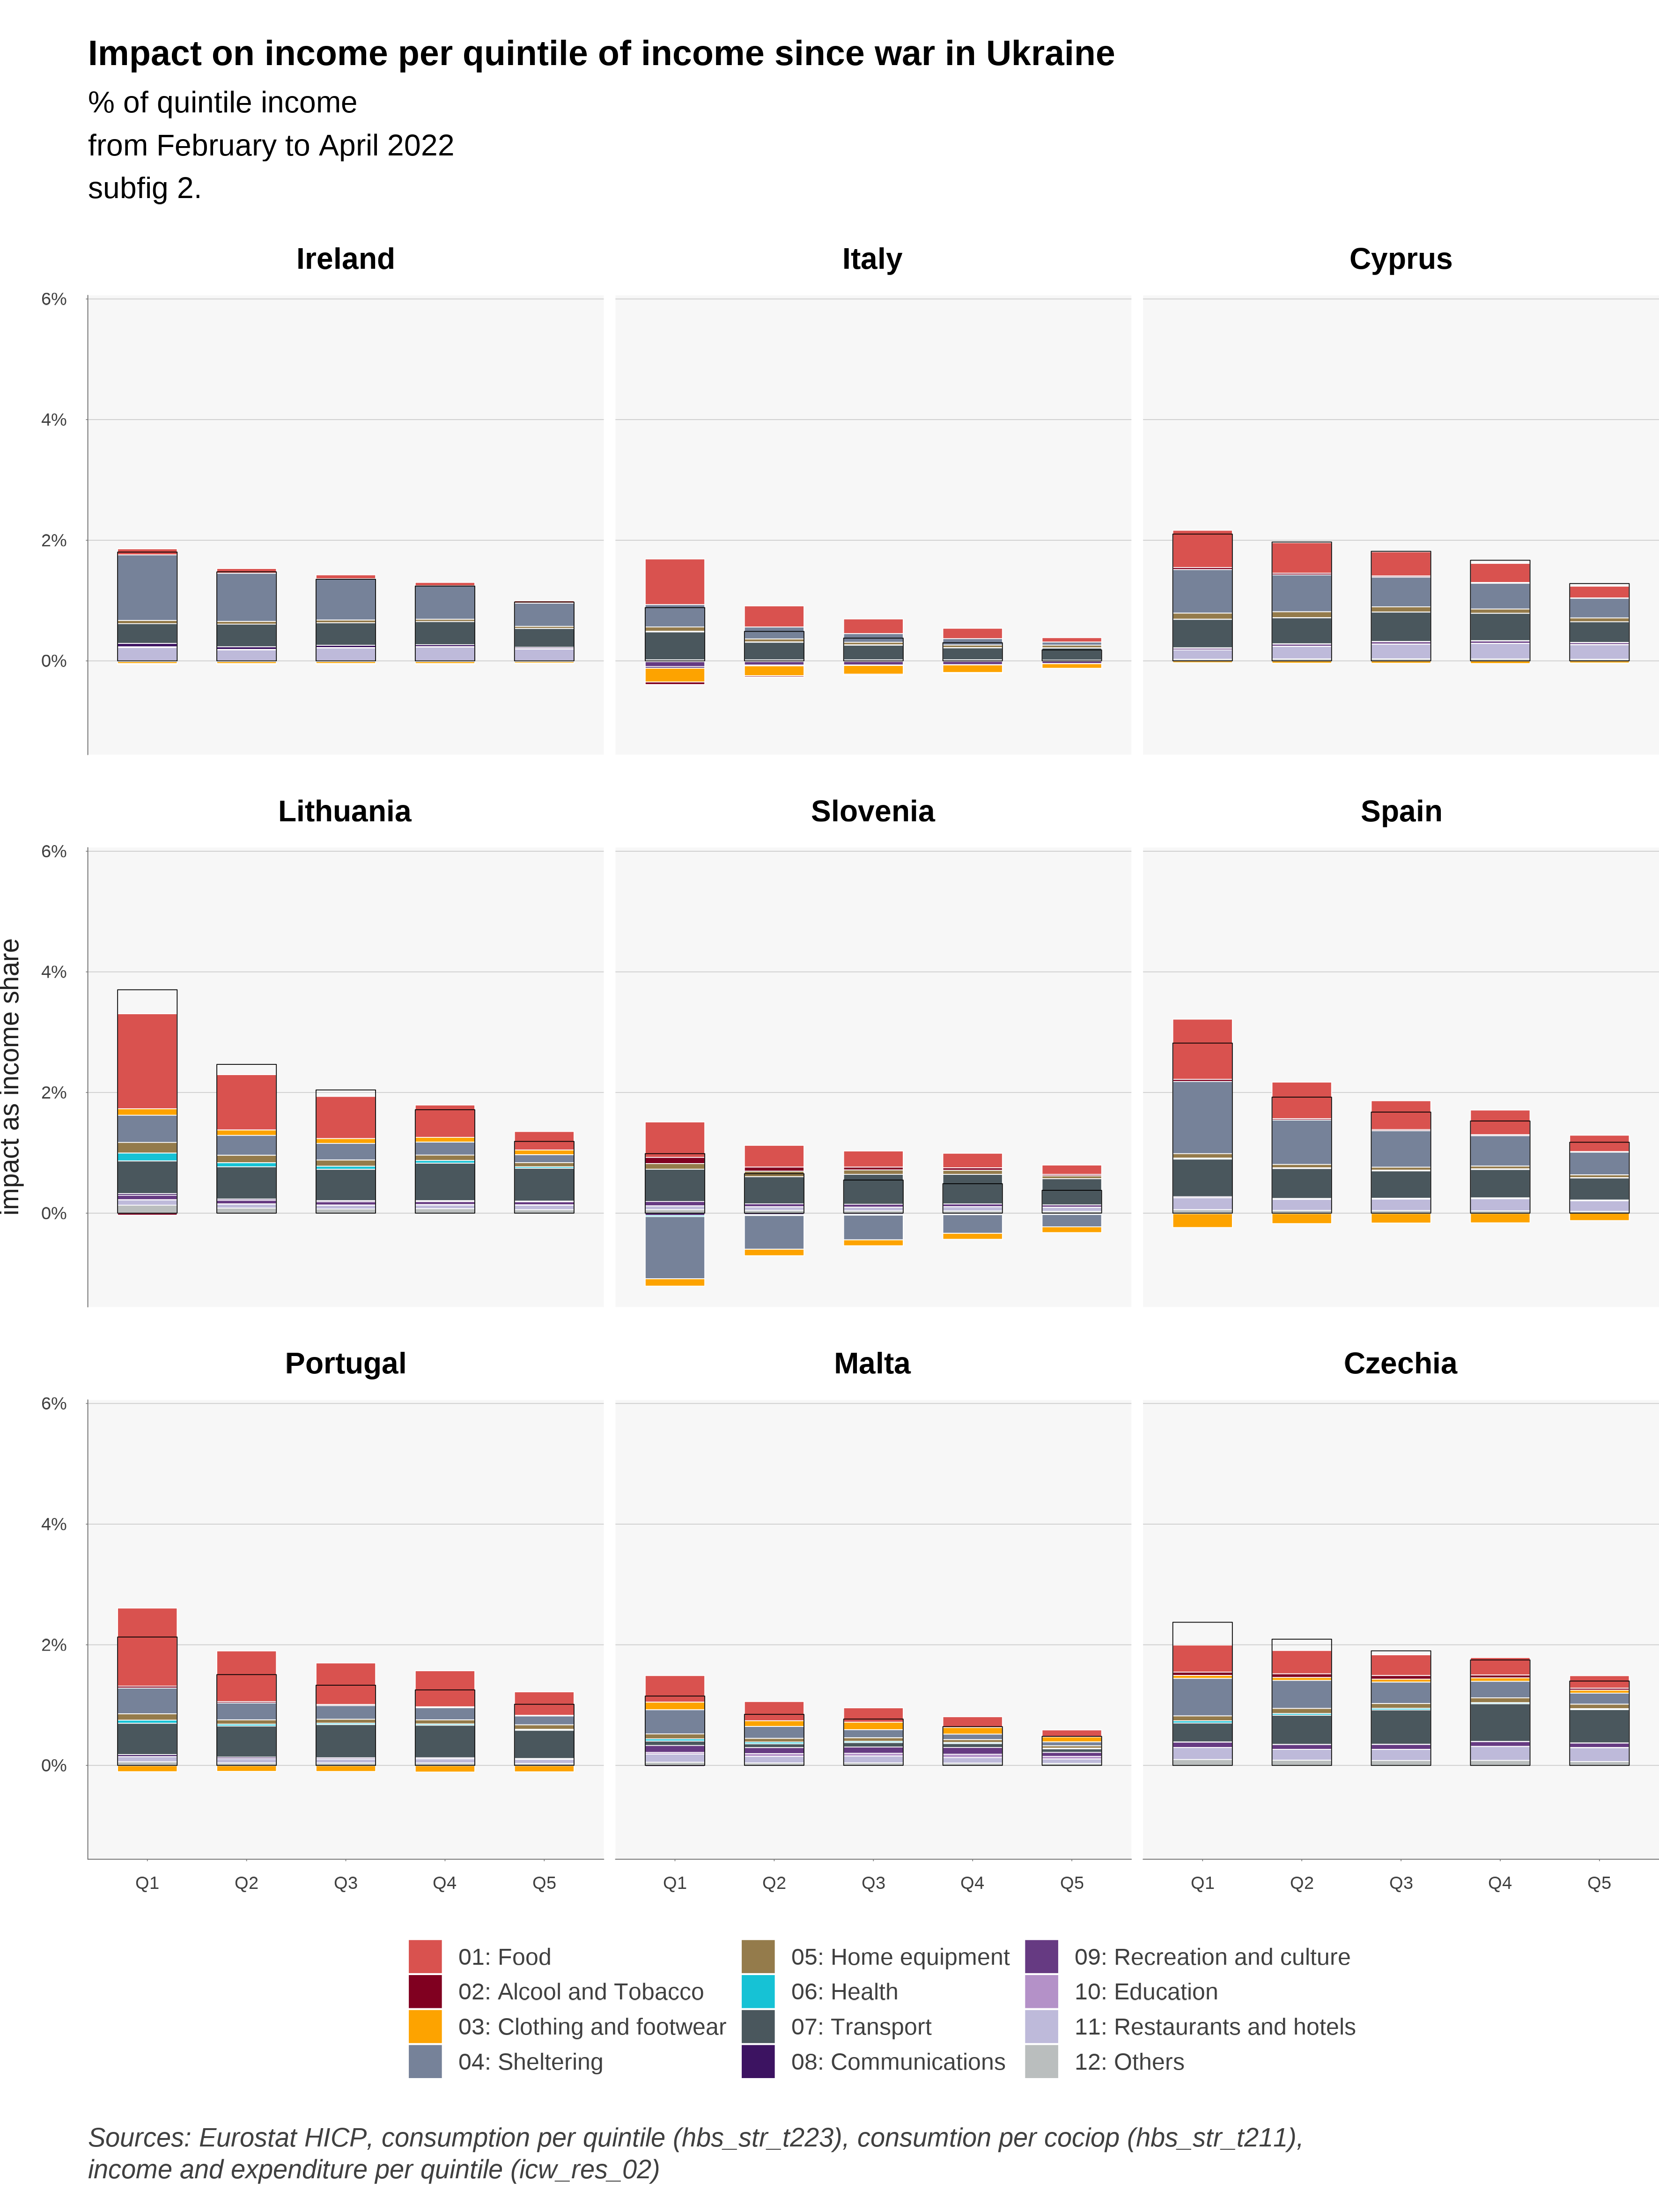 Impact on income per quintile of income since war in Ukraine
% of quintile income
from February to April 2022
subfig 2.
Ireland
Italy
Cyprus
6%
4%
2%
0%
Lithuania
Slovenia
Spain
6%
4%
2%
0%
impact as income share
Portugal
Malta
Czechia
6%
4%
2%
0%
Q1 Q2 Q3 Q4 Q5
Q1 Q2 Q3 Q4 Q5
Q1 Q2 Q3 Q4 Q5
01: Food
02: Alcool and Tobacco
03: Clothing and footwear
04: Sheltering
05: Home equipment
06: Health
07: Transport
08: Communications
09: Recreation and culture
10: Education
11: Restaurants and hotels
12: Others
Sources: Eurostat HICP, consumption per quintile (hbs_str_t223), consumtion per cociop (hbs_str_t211),
income and expenditure per quintile (icw_res_02)